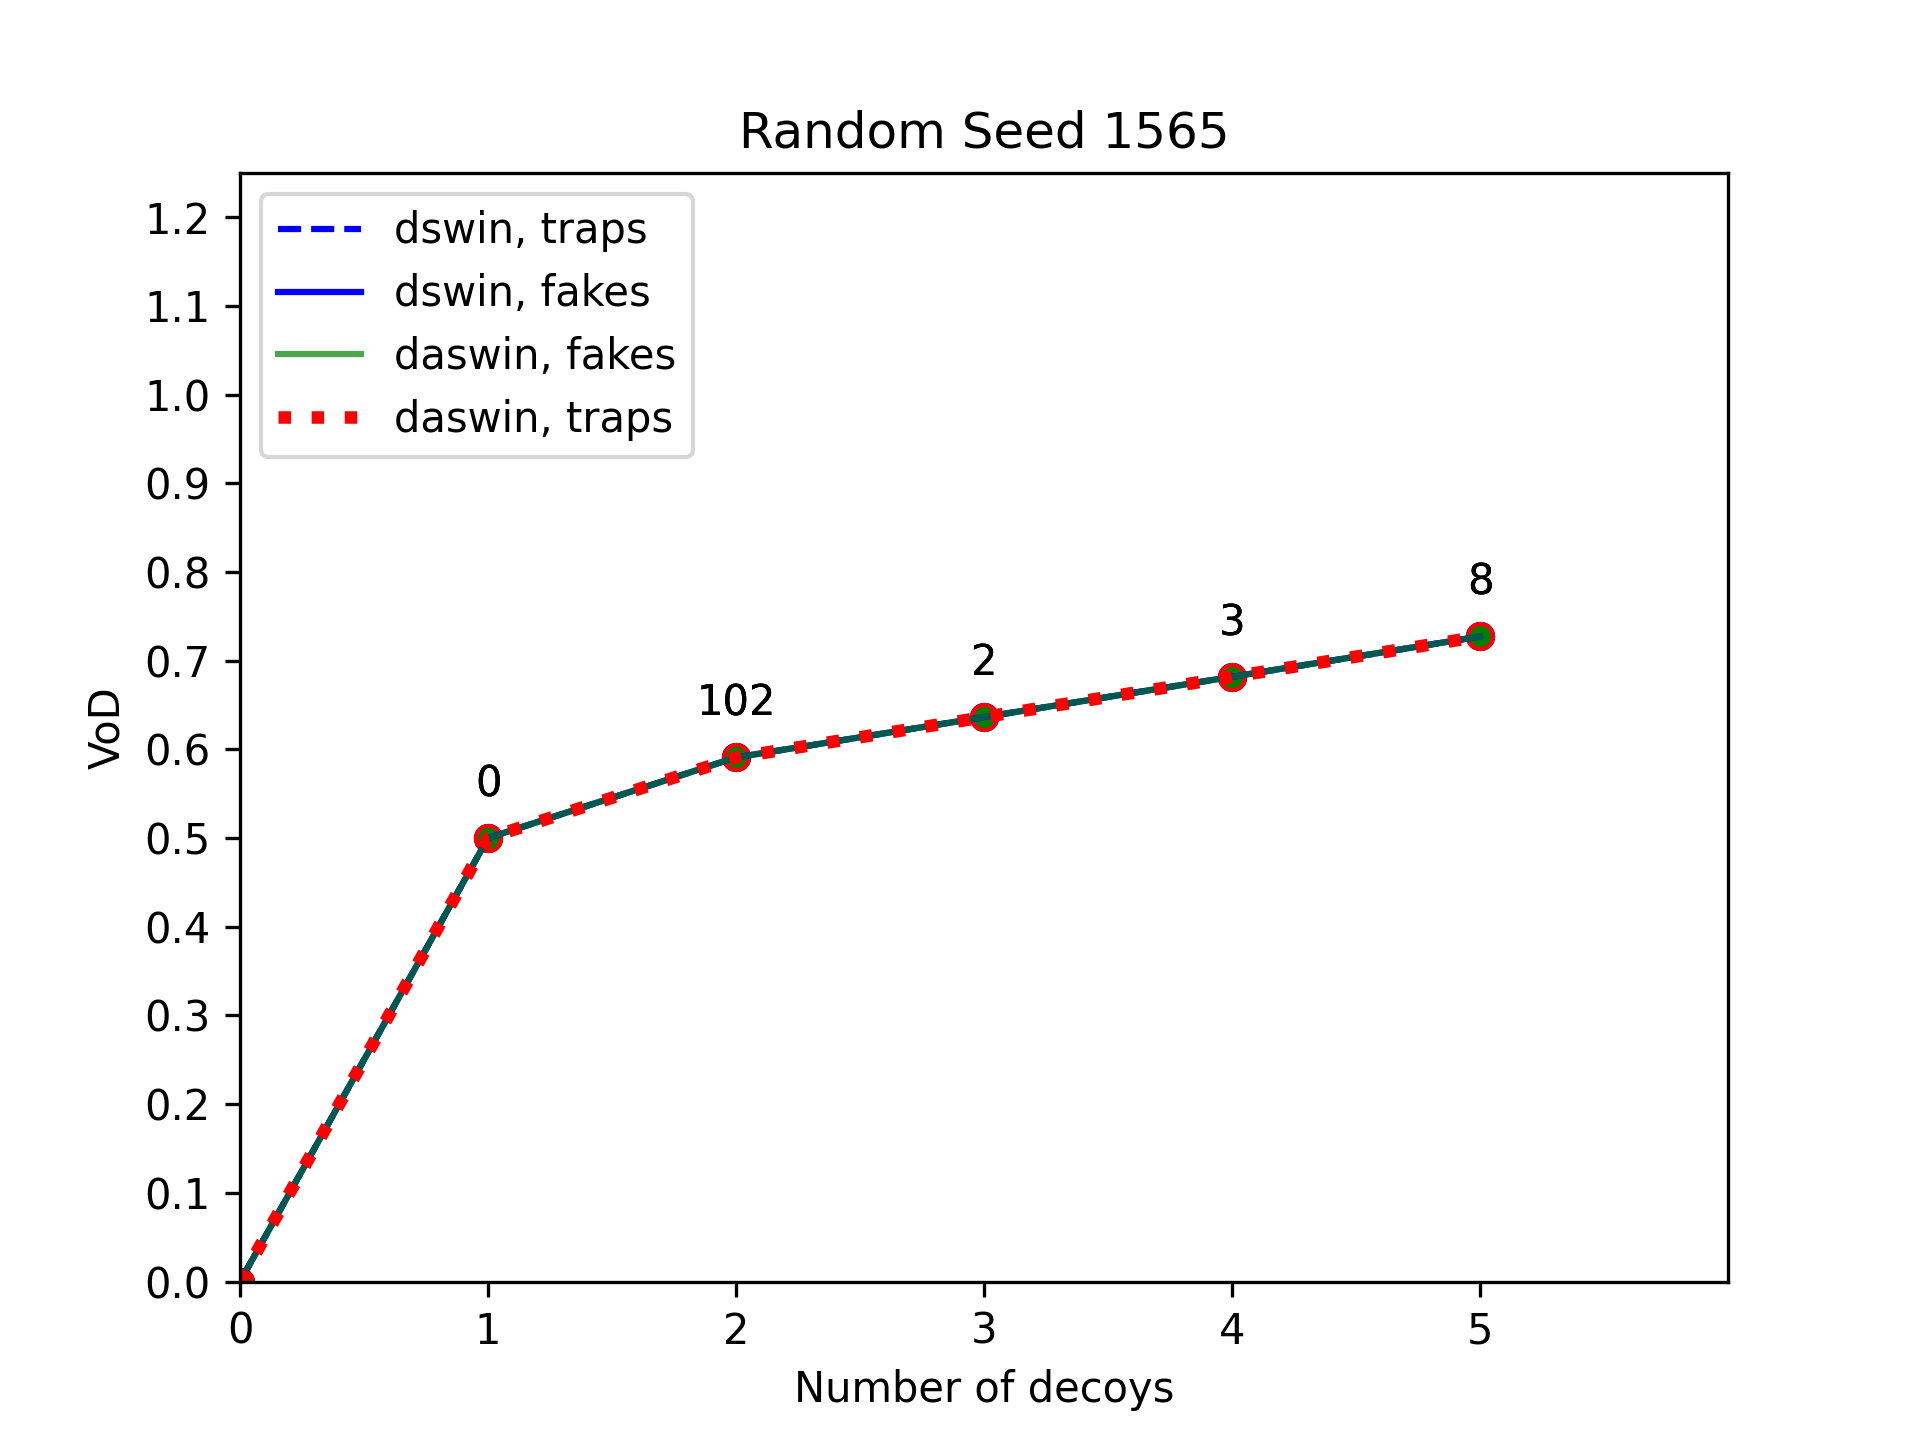 Random Seed 1565
dswin, traps
dswin, fakes
daswin, fakes
daswin, traps
1.2
1.1
1.0
0.9
0.8
0.7
0.6
0.5
0.4
0.3
0.2
0.1
0.0
VoD
0
102
2
3
8
0 1 2 3 4 5
Number of decoys